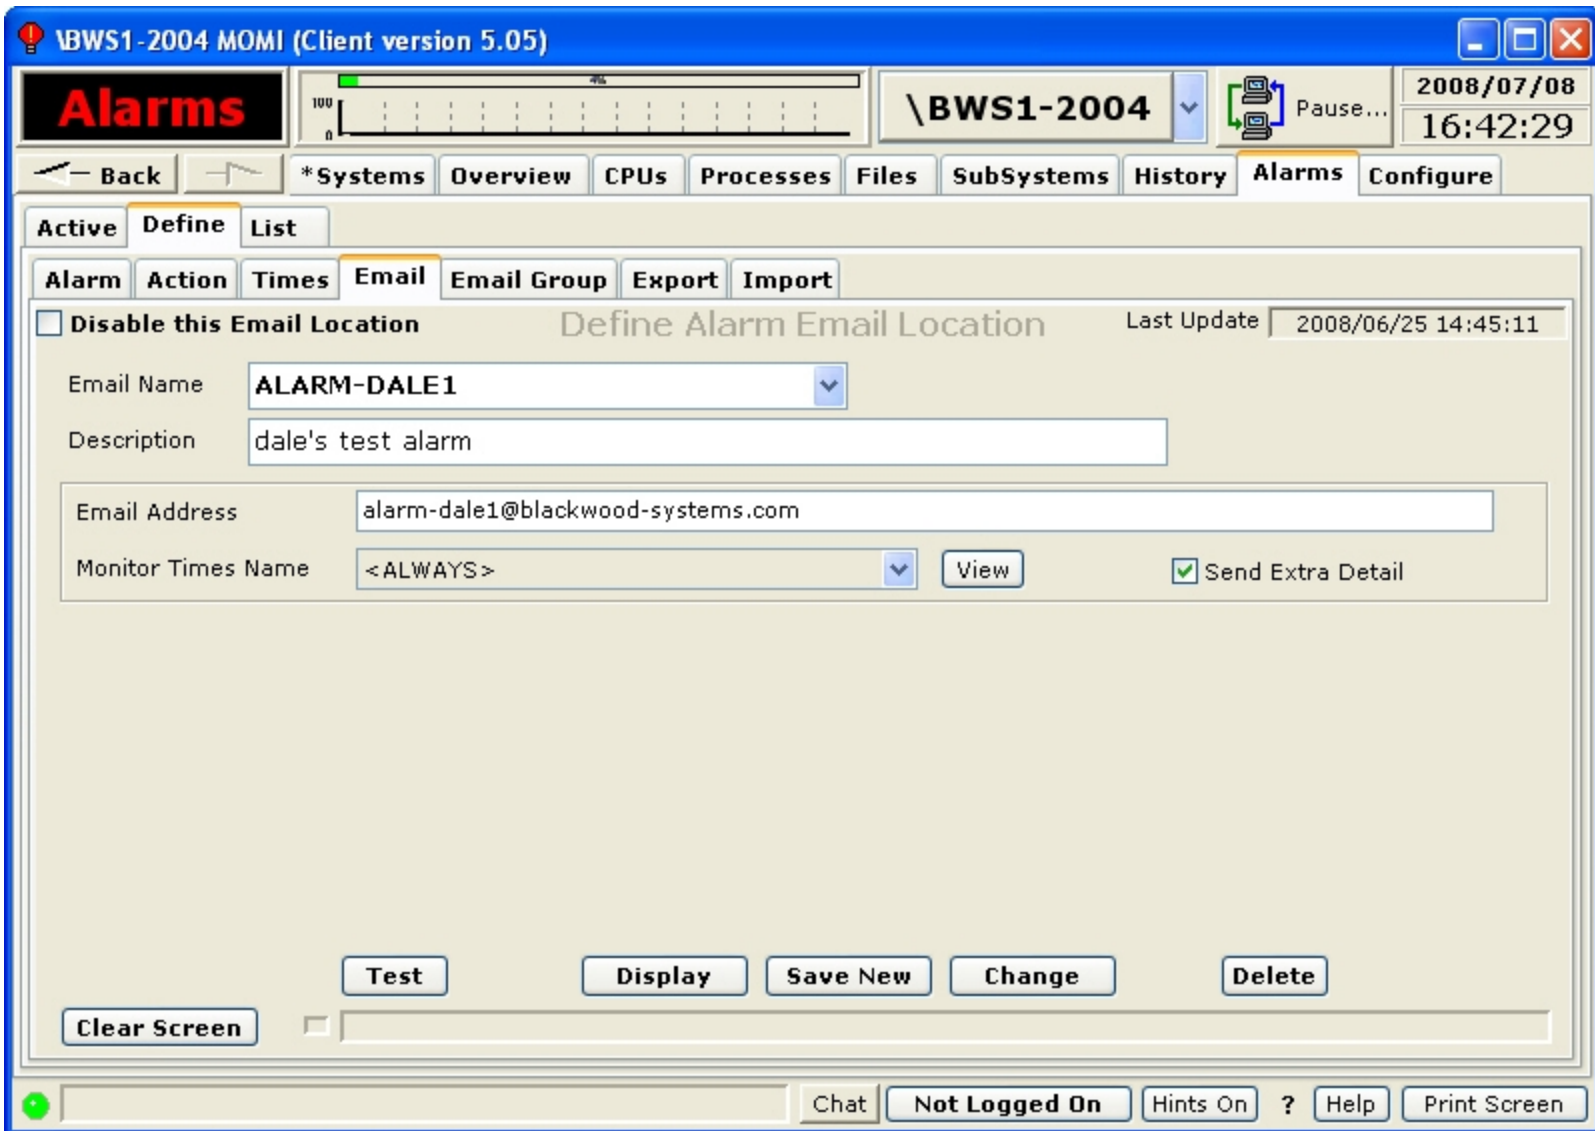 \BWS1-2004 MOMI (Client version 5.05)
Alarms
4%
100
0
\BWS1-2004
Pause...
2008/07/08
16:42:29
Back
*Systems Overview CPUs Processes Files SubSystems History Alarms Configure
Active Define List
Alarm Action Times Email Email Group Export Import
Disable this Email Location
Define Alarm Email Location
Last Update 2008/06/25 14:45:11
Email Name ALARM-DALE1
Description dale's test alarm
Email Address alarm-dale1@blackwood-systems.com
Monitor Times Name <ALWAYS> View Send Extra Detail
Test Display Save New Change Delete
Clear Screen
Chat Not Logged On Hints On ? Help Print Screen